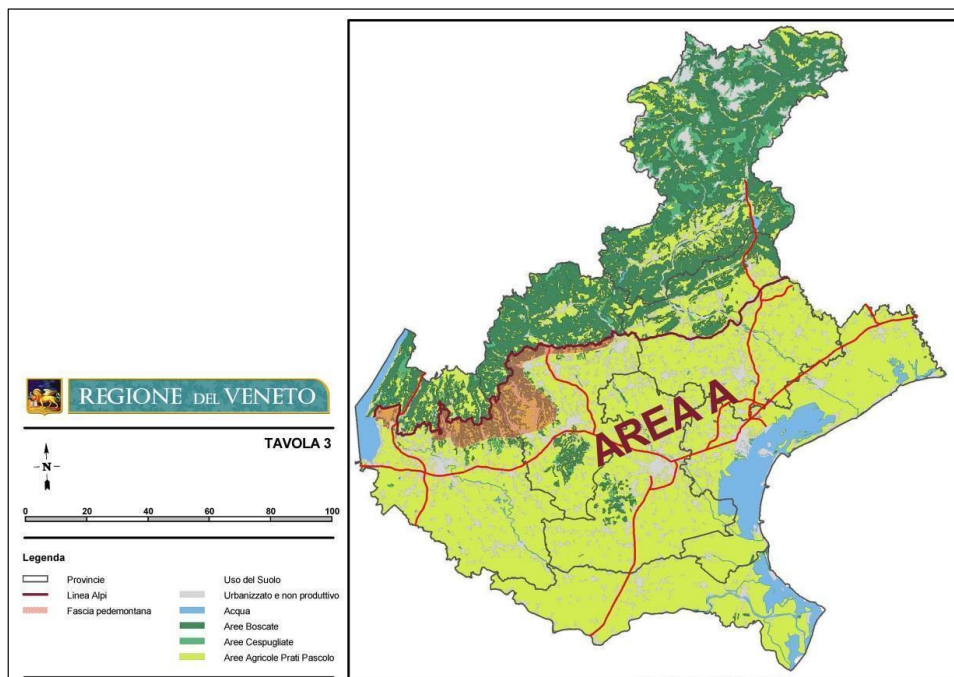 REGIONE DEL VENETO
TAVOLA 3
N
0 20 40 60 80 100
Legenda
Provincie
Linea Alpi
Fascia pedemontana
Uso del Suolo
Urbanizzato e non produttivo
Acqua
Aree Boscate
Aree Cespugliate
Aree Agricole Prati Pascolo
AREA A